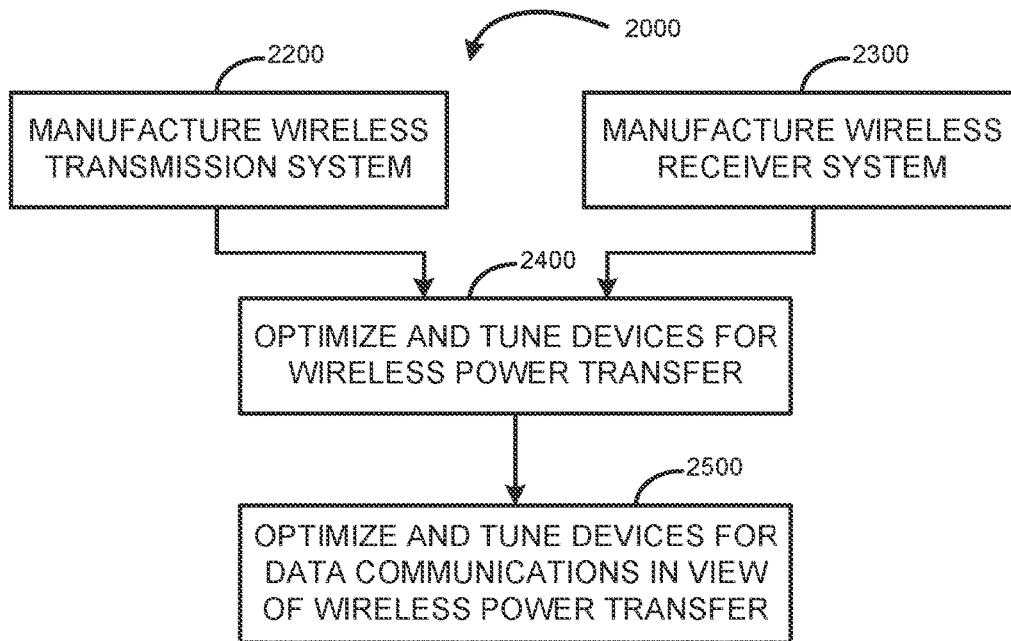 2000
2200
2300
MANUFACTURE WIRELESS
TRANSMISSION SYSTEM
MANUFACTURE WIRELESS
RECEIVER SYSTEM
2400
OPTIMIZE AND TUNE DEVICES FOR
WIRELESS POWER TRANSFER
2500
OPTIMIZE AND TUNE DEVICES FOR
DATA COMMUNICATIONS IN VIEW
OF WIRELESS POWER TRANSFER